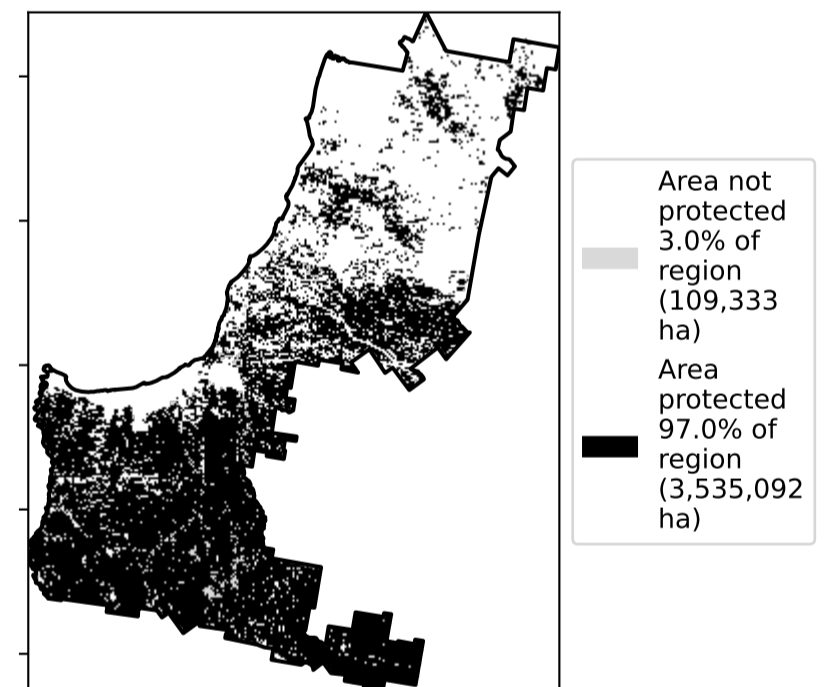 Area not
protected
3.0% of
region
(109,333
ha)
Area
protected
97.0% of
region
(3,535,092
ha)